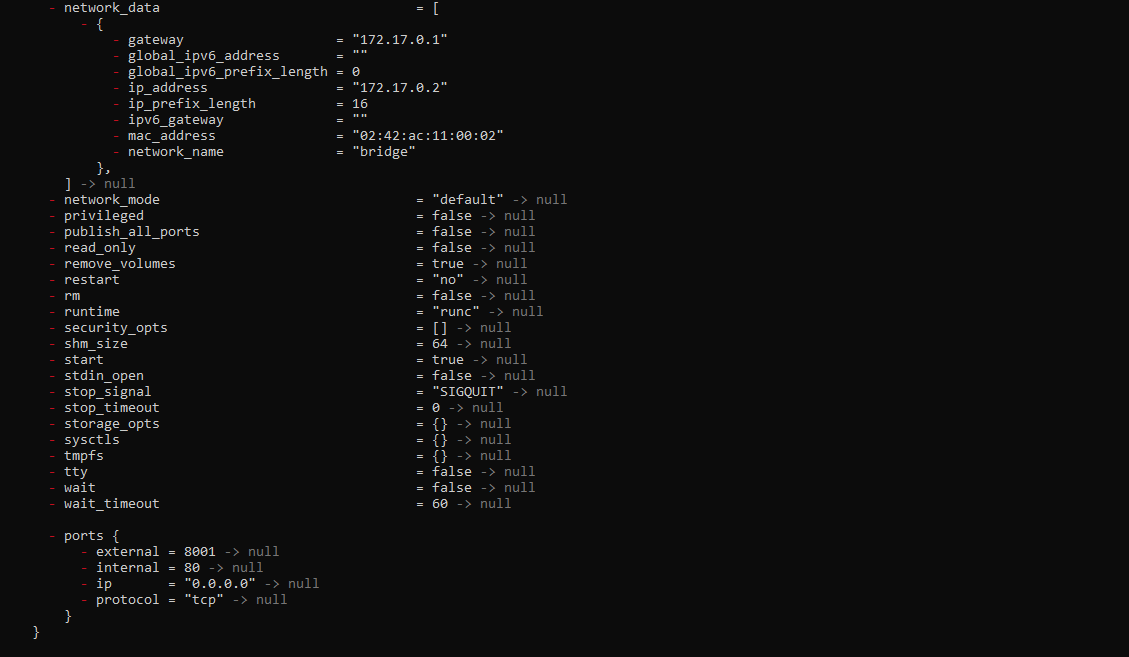 - network_data = [
- {
- gateway = "172.17.0.1"
- global_ipv6_address = ""
- global_ipv6_prefix_length = 0
- ip_address = "172.17.0.2"
- ip_prefix_length = 16
- ipv6_gateway = ""
- mac_address = "02:42:ac:11:00:02"
- network_name = "bridge"
},
] -> null
- network_mode = "default" -> null
- privileged = false -> null
- publish_all_ports = false -> null
- read_only = false -> null
- remove_volumes = true -> null
- restart = "no" -> null
- rm = false -> null
- runtime = "runc" -> null
- security_opts = [] -> null
- shm_size = 64 -> null
- start = true -> null
- stdin_open = false -> null
- stop_signal = "SIGQUIT" -> null
- stop_timeout = 0 -> null
- storage_opts = {} -> null
- sysctls = {} -> null
- tmpfs = {} -> null
- tty = false -> null
- wait = false -> null
- wait_timeout = 60 -> null
- ports {
- external = 8001 -> null
- internal = 80 -> null
- ip = "0.0.0.0" -> null
- protocol = "tcp" -> null
}
}